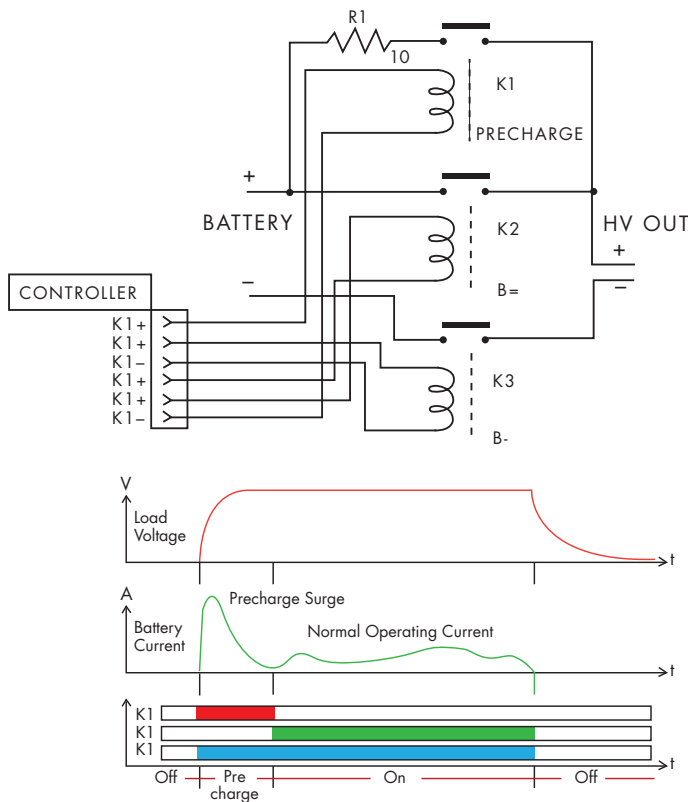 R1
10
K1
PRECHARGE
+
BATTERY
K2
HV OUT
+
−
−
B=
CONTROLLER
K1+
K1+
K1−
K1+
K1+
K1−
K3
B-
V
Load
Voltage
t
A
Precharge Surge
Battery
Current
Normal Operating Current
t
K1
K1
K1
t
Off
Pre
charge
On
Off